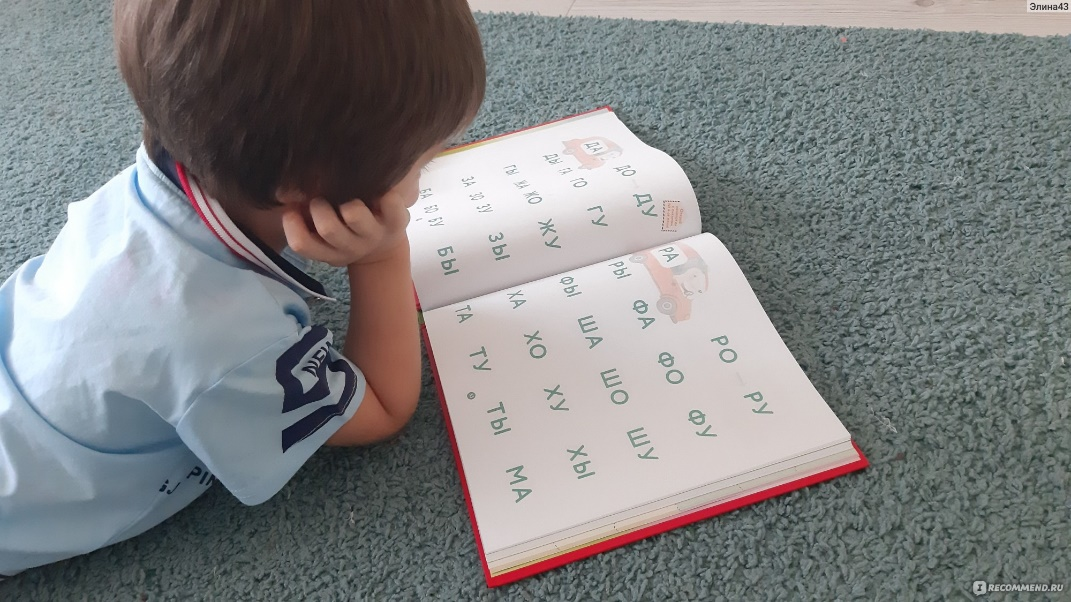 Элина43
ДА ДО ДУ
ДЫ ГА ГО ГУ
ГЫ ЖА ЖО ЖУ
ЗА ЗО ЗУ ЗЫ
БА БО БУ БЫ
РА РО РУ
РЫ ФА ФО ФУ
ФЫ ША ШО ШУ
ХА ХО ХУ ХЫ
ТА ТУ ТЫ МА
IRECOMMEND.RU